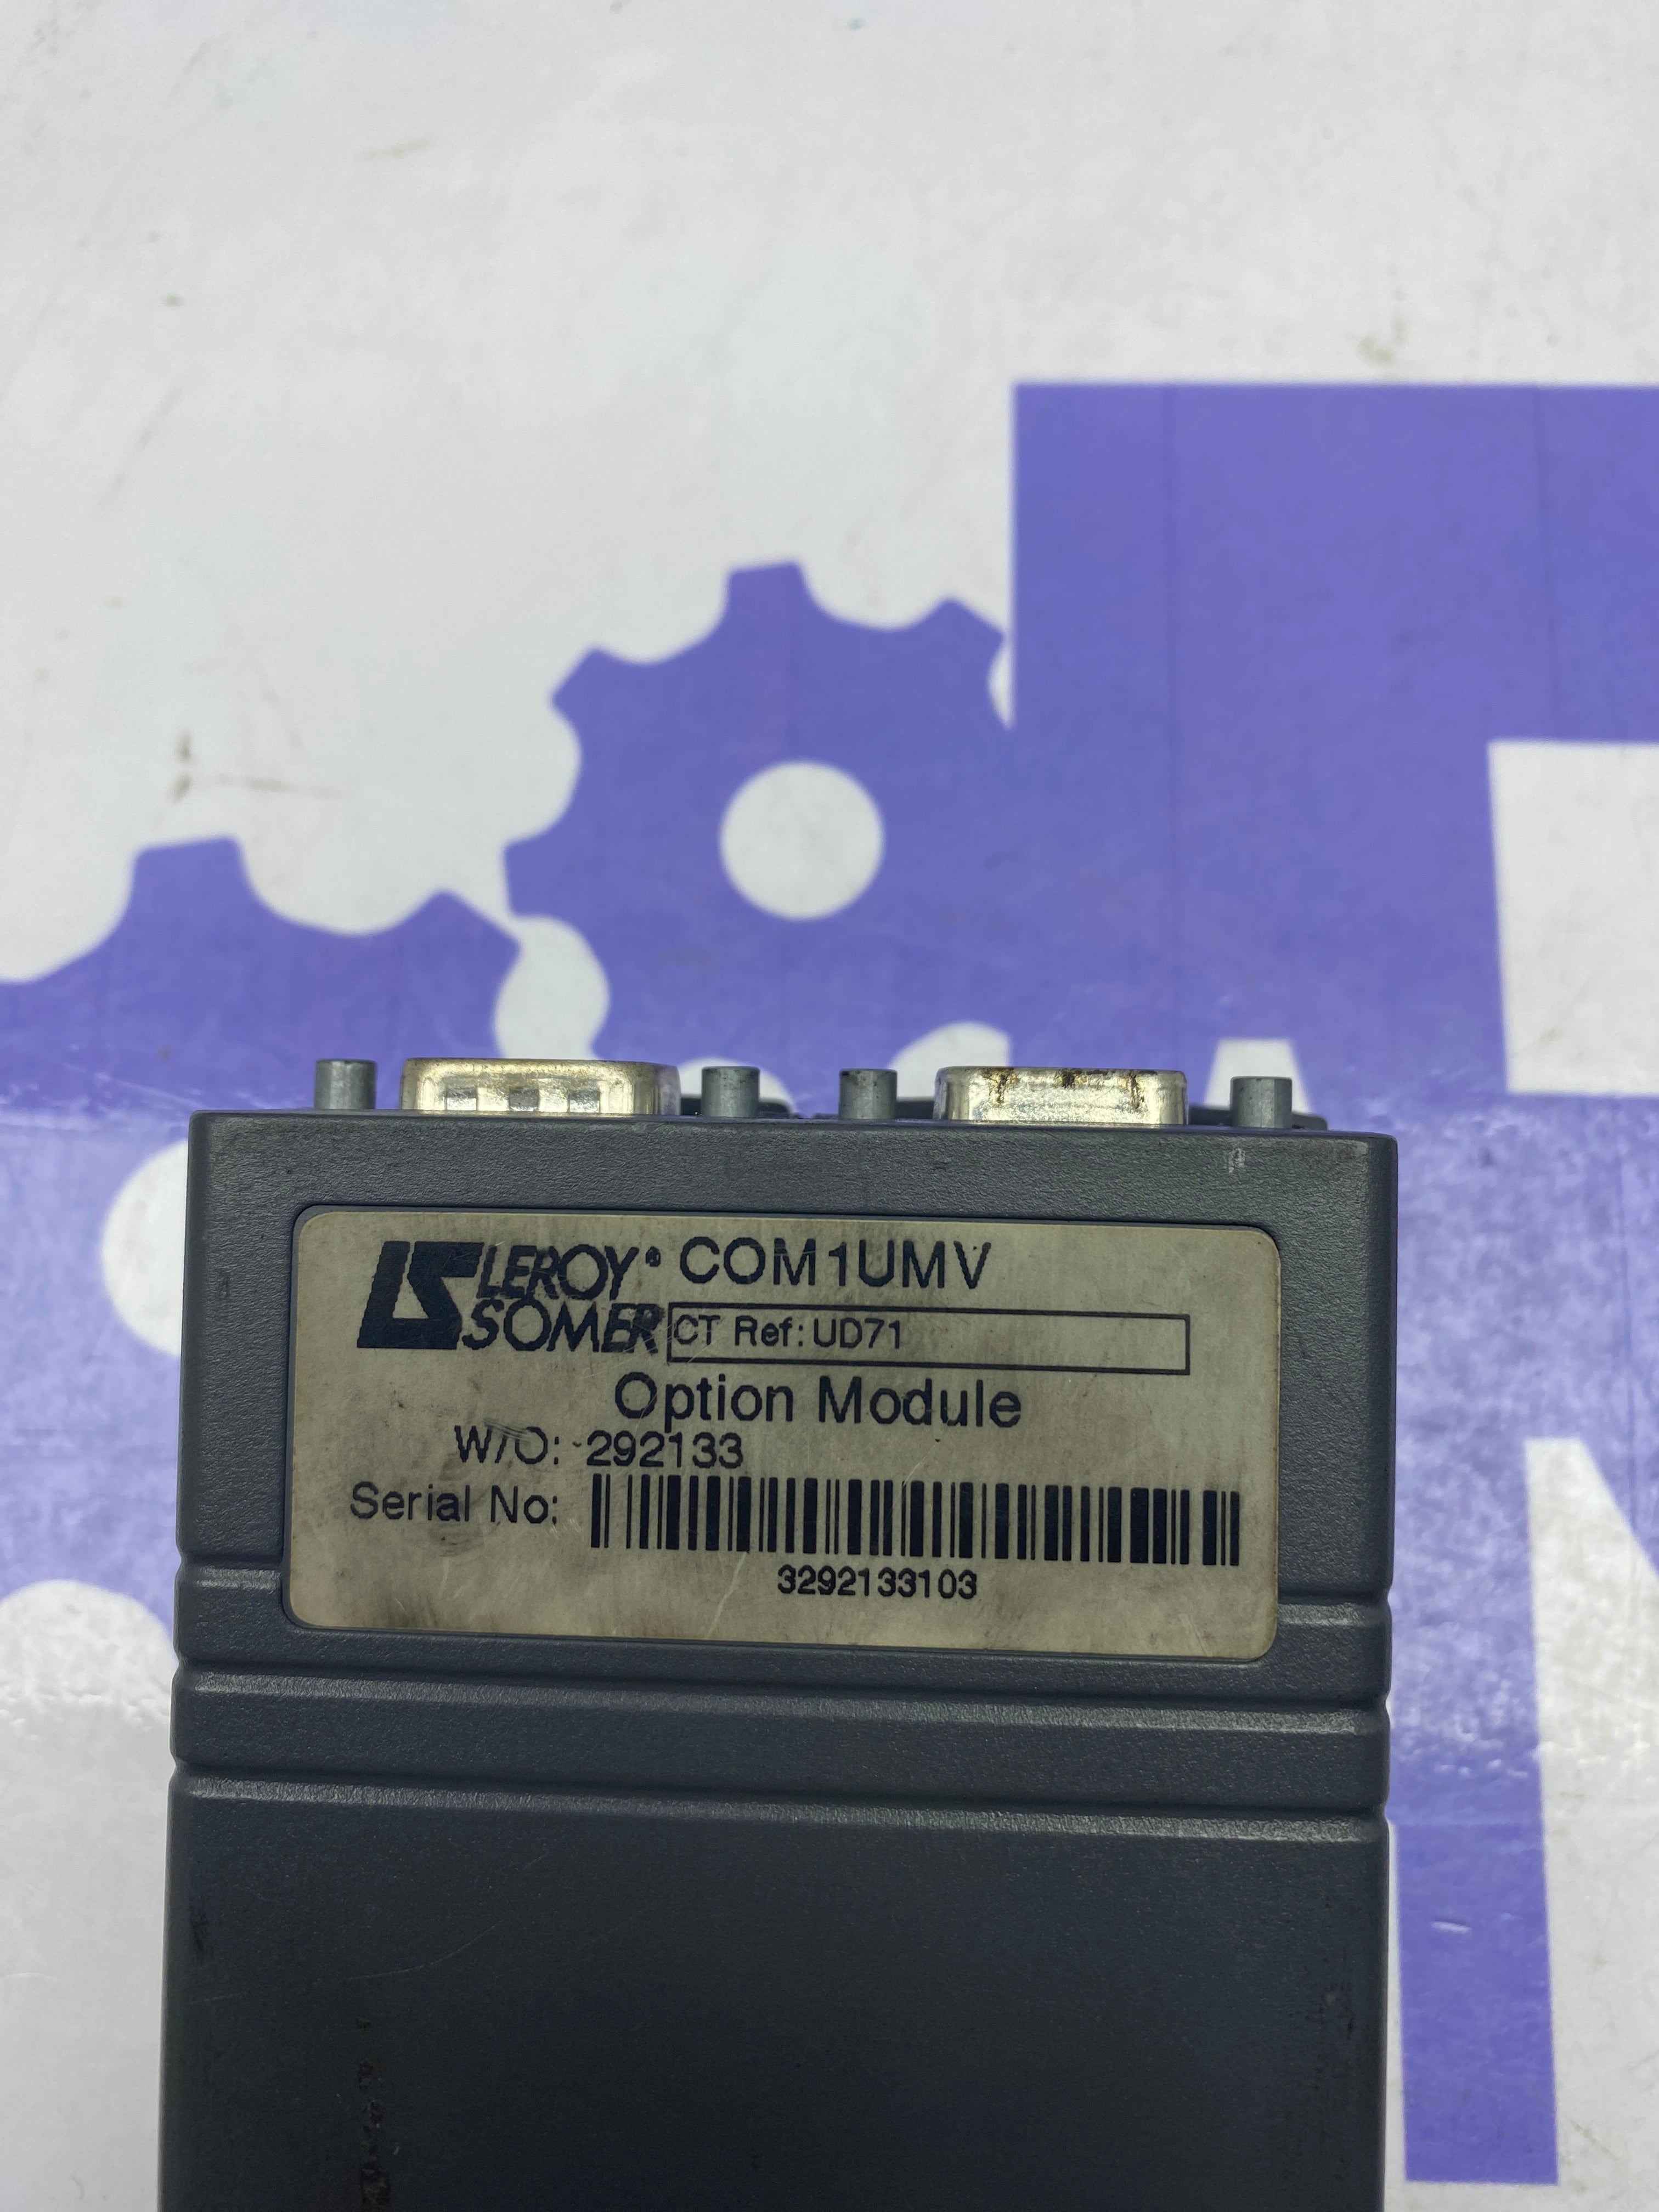 LEROY® COM1UMV
SOMER CT Ref: UD71
Option Module
W/O: 292133
Serial No:
3292133103